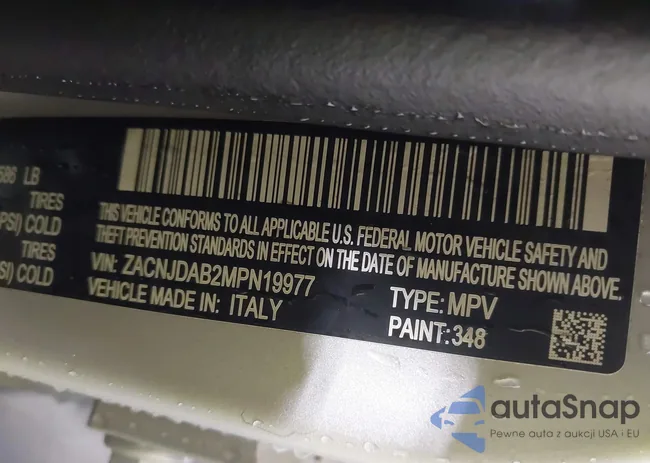 586 LB
TIRES
PSI) COLD
TIRES
SI) COLD
THIS VEHICLE CONFORMS TO ALL APPLICABLE U.S. FEDERAL MOTOR VEHICLE SAFETY AND
THEFT PREVENTION STANDARDS IN EFFECT ON THE DATE OF MANUFACTURE SHOWN ABOVE.
VIN: ZACNJDAB2MPN19977
VEHICLE MADE IN: ITALY
TYPE: MPV
PAINT: 348
autaSnap
Pewne auta z aukcji USA i EU